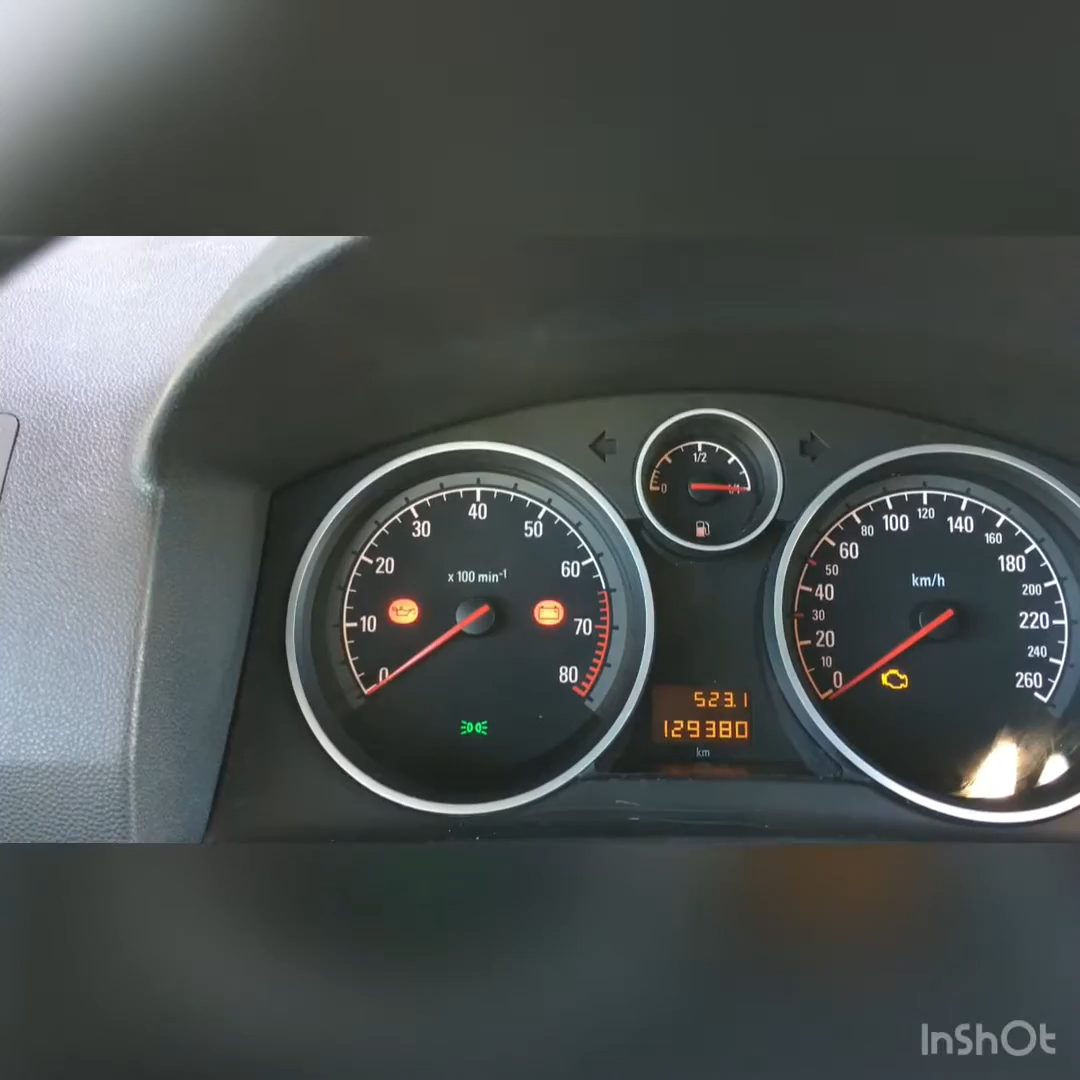 0 1/2 1/1
0 10 20 30 40 50 60 70 80
x 100 min⁻¹
0 10 20 30 40 50 60 80 100 120 140 160 180 200 220 240 260
km/h
523.1
129380
km
InShOt